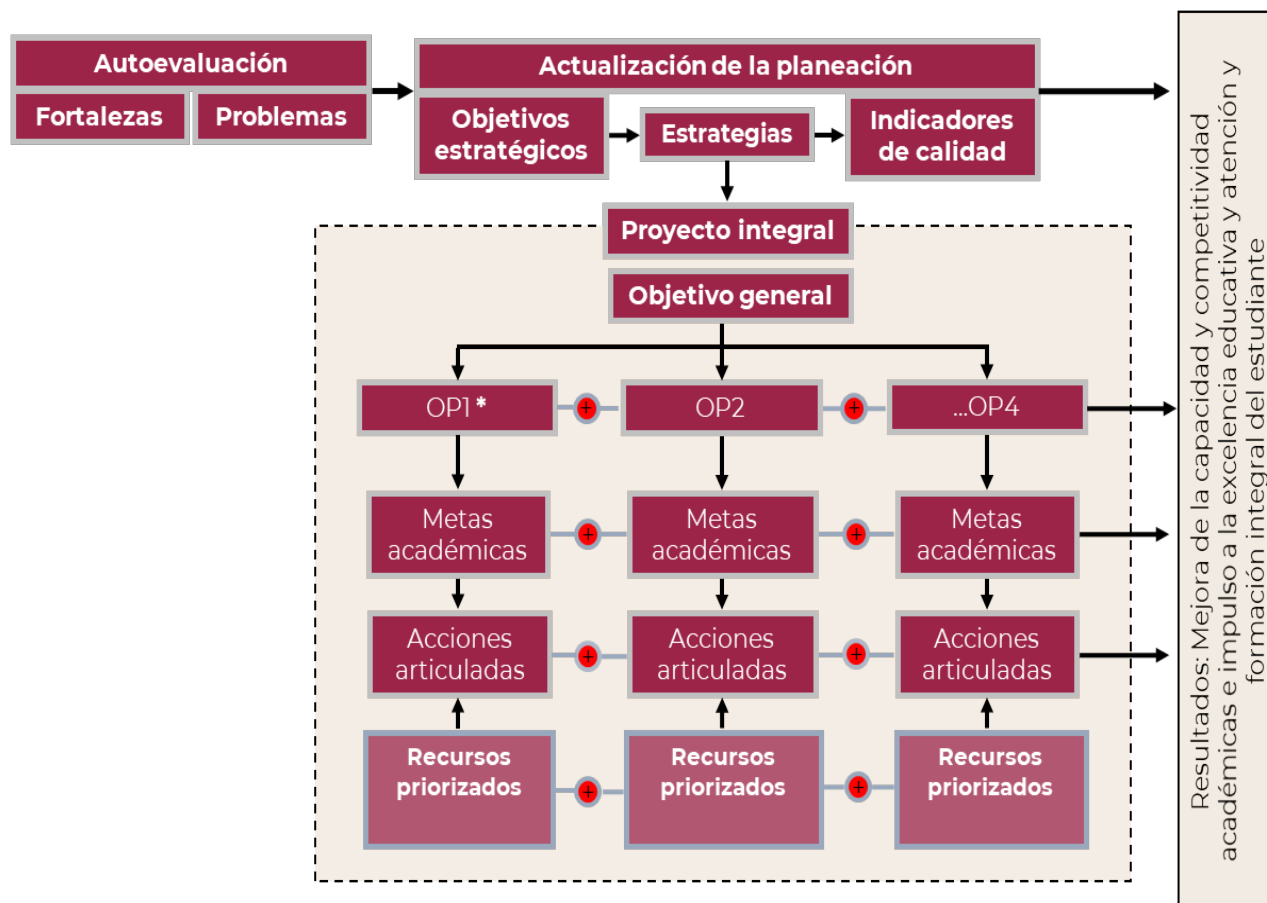 Autoevaluación
Fortalezas
Problemas
Actualización de la planeación
Objetivos
estratégicos
Estrategias
Indicadores
de calidad
Proyecto integral
Objetivo general
OP1 *
+
OP2
+
...OP4
Metas
académicas
+
Metas
académicas
+
Metas
académicas
Acciones
articuladas
+
Acciones
articuladas
+
Acciones
articuladas
Recursos
priorizados
+
Recursos
priorizados
+
Recursos
priorizados
Resultados: Mejora de la capacidad y competitividad
académicas e impulso a la excelencia educativa y atención y
formación integral del estudiante